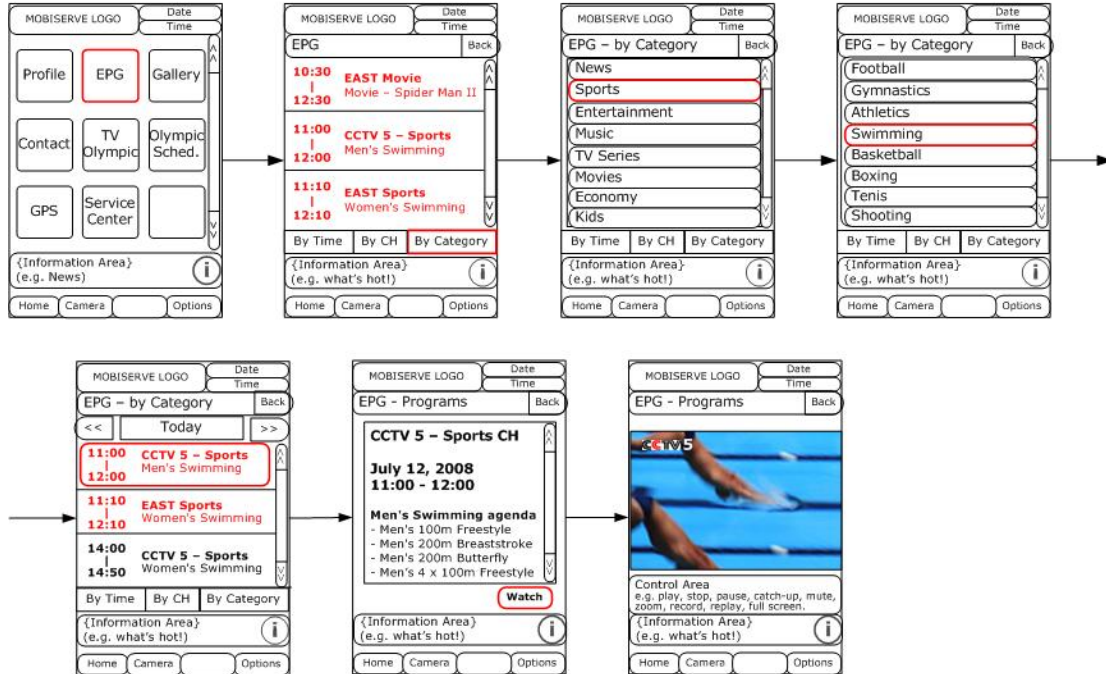 MOBISERVE LOGO
Date
Time
Profile
EPG
Gallery
Contact
TV
Olympic
Olympic
Sched.
GPS
Service
Center
{Information Area}
(e.g. News)
i
Home
Camera
Options
MOBISERVE LOGO
Date
Time
EPG
Back
10:30
|
12:30
EAST Movie
Movie – Spider Man II
11:00
|
12:00
CCTV 5 – Sports
Men's Swimming
11:10
|
12:10
EAST Sports
Women's Swimming
By Time
By CH
By Category
{Information Area}
(e.g. what's hot!)
i
Home
Camera
Options
MOBISERVE LOGO
Date
Time
EPG – by Category
Back
News
Sports
Entertainment
Music
TV Series
Movies
Economy
Kids
By Time
By CH
By Category
{Information Area}
(e.g. what's hot!)
i
Home
Camera
Options
MOBISERVE LOGO
Date
Time
EPG – by Category
Back
Football
Gymnastics
Athletics
Swimming
Basketball
Boxing
Tenis
Shooting
By Time
By CH
By Category
{Information Area}
(e.g. what's hot!)
i
Home
Camera
Options
MOBISERVE LOGO
Date
Time
EPG – by Category
Back
<<
Today
>>
11:00
|
12:00
CCTV 5 – Sports
Men's Swimming
11:10
|
12:10
EAST Sports
Women's Swimming
14:00
|
14:50
CCTV 5 – Sports
Women's Swimming
By Time
By CH
By Category
{Information Area}
(e.g. what's hot!)
i
Home
Camera
Options
MOBISERVE LOGO
Date
Time
EPG - Programs
Back
CCTV 5 – Sports CH
July 12, 2008
11:00 - 12:00
Men's Swimming agenda
- Men's 100m Freestyle
- Men's 200m Breaststroke
- Men's 200m Butterfly
- Men's 4 x 100m Freestyle
Watch
{Information Area}
(e.g. what's hot!)
i
Home
Camera
Options
MOBISERVE LOGO
Date
Time
EPG - Programs
Back
CCTV5
Control Area
e.g. play, stop, pause, catch-up, mute,
zoom, record, replay, full screen.
{Information Area}
(e.g. what's hot!)
i
Home
Camera
Options